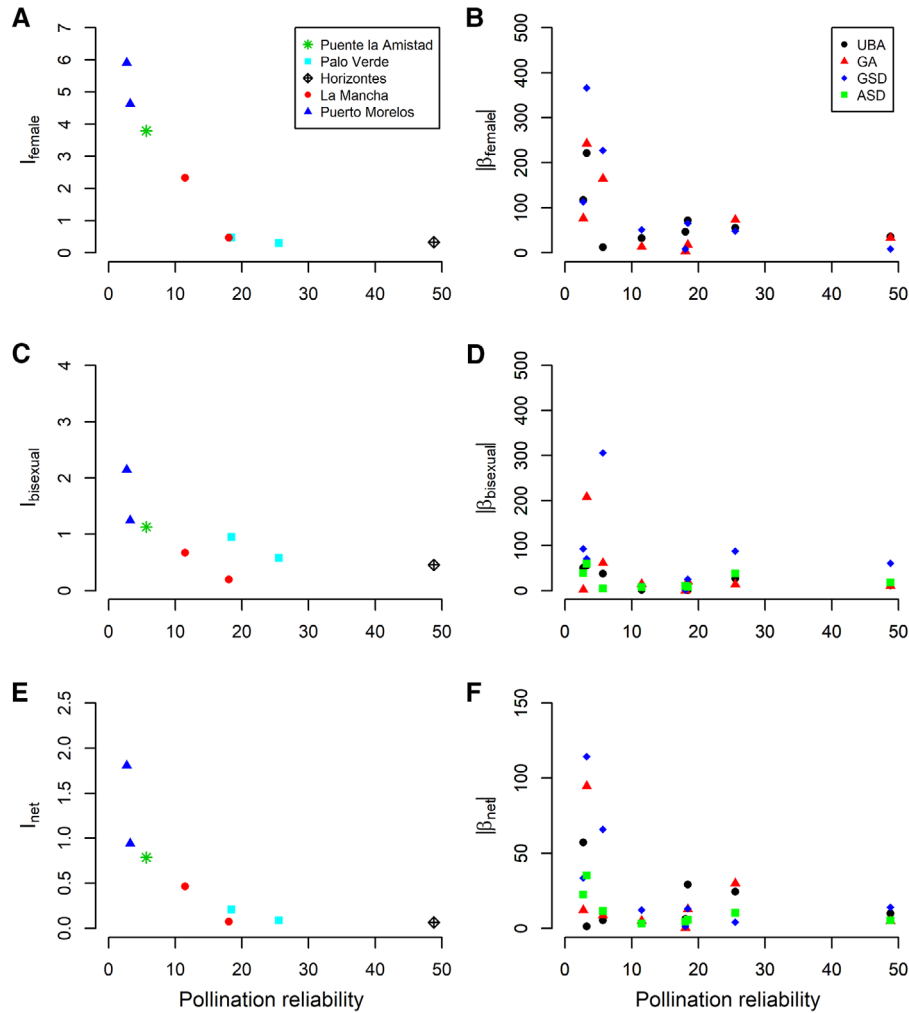 A
I_female
7
6
5
4
3
2
1
0
0 10 20 30 40 50
Puente la Amistad
Palo Verde
Horizontes
La Mancha
Puerto Morelos
B
|β_female|
500
400
300
200
100
0
0 10 20 30 40 50
UBA
GA
GSD
ASD
C
I_bisexual
4
3
2
1
0
0 10 20 30 40 50
D
|β_bisexual|
500
400
300
200
100
0
0 10 20 30 40 50
E
I_net
2.5
2.0
1.5
1.0
0.5
0.0
0 10 20 30 40 50
Pollination reliability
F
|β_net|
150
100
50
0
0 10 20 30 40 50
Pollination reliability